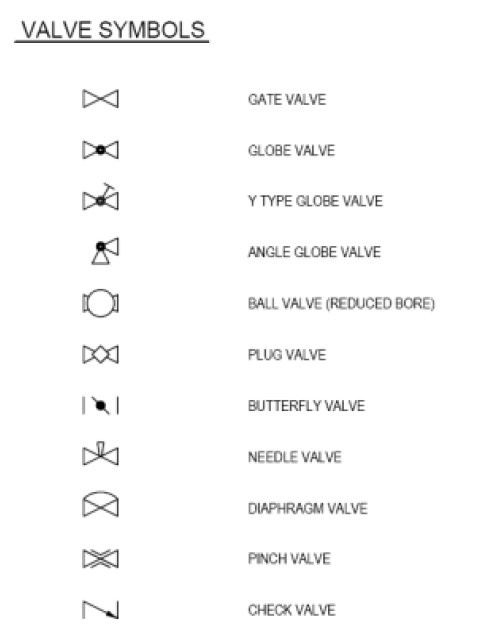 VALVE SYMBOLS
GATE VALVE
GLOBE VALVE
Y TYPE GLOBE VALVE
ANGLE GLOBE VALVE
BALL VALVE (REDUCED BORE)
PLUG VALVE
BUTTERFLY VALVE
NEEDLE VALVE
DIAPHRAGM VALVE
PINCH VALVE
CHECK VALVE